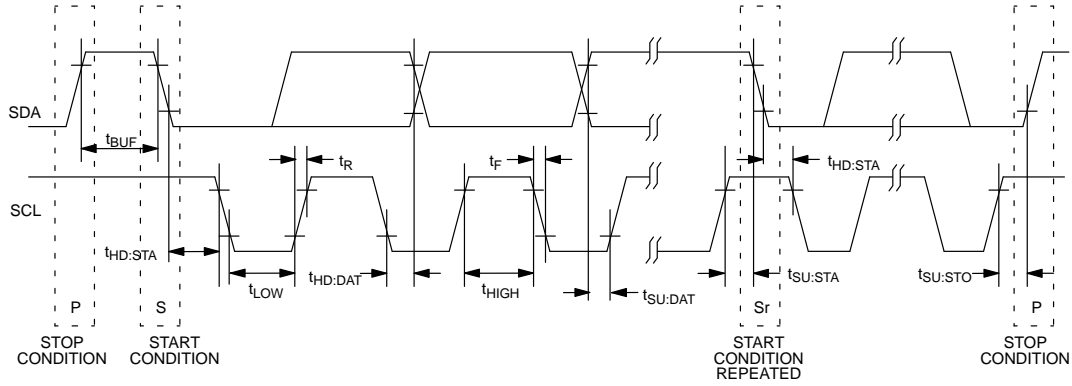 SDA
tBUF
tR
tF
tHD:STA
SCL
tHD:STA
tLOW
tHD:DAT
tHIGH
tSU:DAT
tSU:STA
tSU:STO
P
S
Sr
P
STOP
CONDITION
START
CONDITION
START
CONDITION
REPEATED
STOP
CONDITION